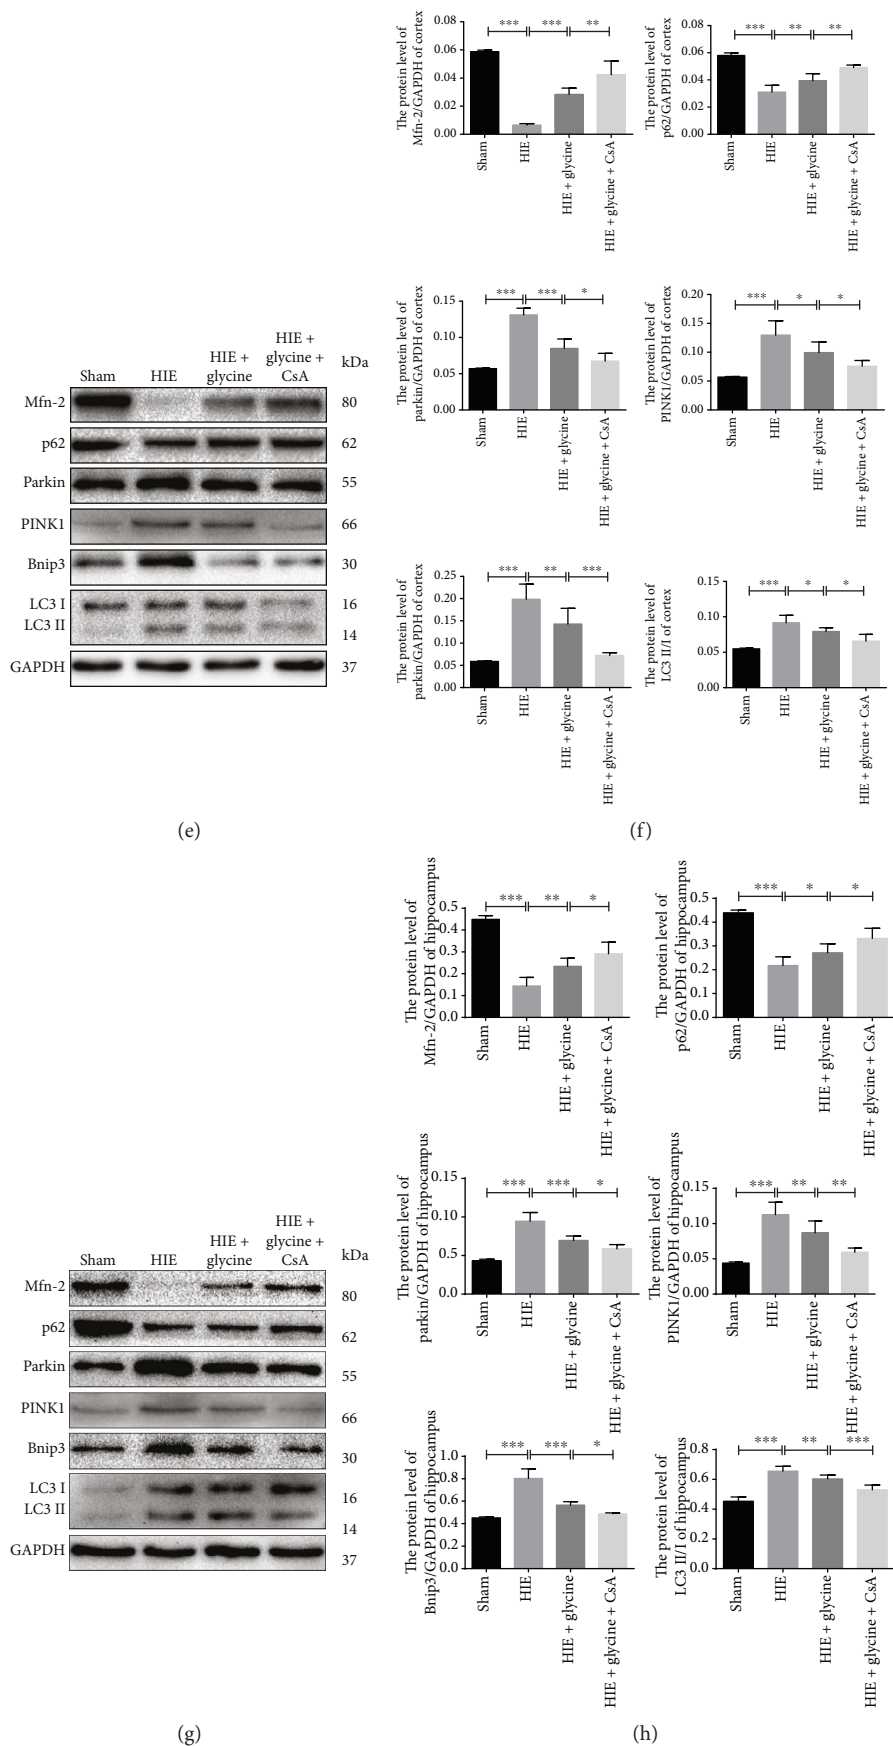 HIE +
glycine +
CsA
HIE +
glycine
Sham
HIE
kDa
Mfn-2
80
p62
62
Parkin
55
PINK1
66
Bnip3
30
LC3 I
16
LC3 II
14
GAPDH
37
(e)
The protein level of
Mfn-2/GAPDH of cortex
0.08
0.06
0.04
0.02
0.00
*** *** **
Sham
HIE
HIE + glycine
HIE + glycine + CsA
The protein level of
p62/GAPDH of cortex
0.08
0.06
0.04
0.02
0.00
*** ** **
Sham
HIE
HIE + glycine
HIE + glycine + CsA
The protein level of
parkin/GAPDH of cortex
0.15
0.10
0.05
0.00
*** *** *
Sham
HIE
HIE + glycine
HIE + glycine + CsA
The protein level of
PINK1/GAPDH of cortex
0.20
0.15
0.10
0.05
0.00
*** * *
Sham
HIE
HIE + glycine
HIE + glycine + CsA
The protein level of
parkin/GAPDH of cortex
0.25
0.20
0.15
0.10
0.05
0.00
*** ** ***
Sham
HIE
HIE + glycine
HIE + glycine + CsA
The protein level of
LC3 II/I of cortex
0.15
0.10
0.05
0.00
*** * *
Sham
HIE
HIE + glycine
HIE + glycine + CsA
(f)
HIE +
glycine +
CsA
HIE +
glycine
Sham
HIE
kDa
Mfn-2
80
p62
62
Parkin
55
PINK1
66
Bnip3
30
LC3 I
16
LC3 II
14
GAPDH
37
(g)
The protein level of
Mfn-2/GAPDH of hippocampus
0.5
0.4
0.3
0.2
0.1
0.0
*** ** *
Sham
HIE
HIE + glycine
HIE + glycine + CsA
The protein level of
p62/GAPDH of hippocampus
0.5
0.4
0.3
0.2
0.1
0.0
*** * *
Sham
HIE
HIE + glycine
HIE + glycine + CsA
The protein level of
parkin/GAPDH of hippocampus
0.15
0.10
0.5
0.0
*** *** *
Sham
HIE
HIE + glycine
HIE + glycine + CsA
The protein level of
PINK1/GAPDH of hippocampus
0.15
0.10
0.05
0.00
*** ** **
Sham
HIE
HIE + glycine
HIE + glycine + CsA
The protein level of
Bnip3/GAPDH of hippocampus
1.0
0.8
0.6
0.4
0.2
0.0
*** *** *
Sham
HIE
HIE + glycine
HIE + glycine + CsA
The protein level of
LC3 II/I of hippocampus
0.8
0.6
0.4
0.2
0.0
*** ** ***
Sham
HIE
HIE + glycine
HIE + glycine + CsA
(h)